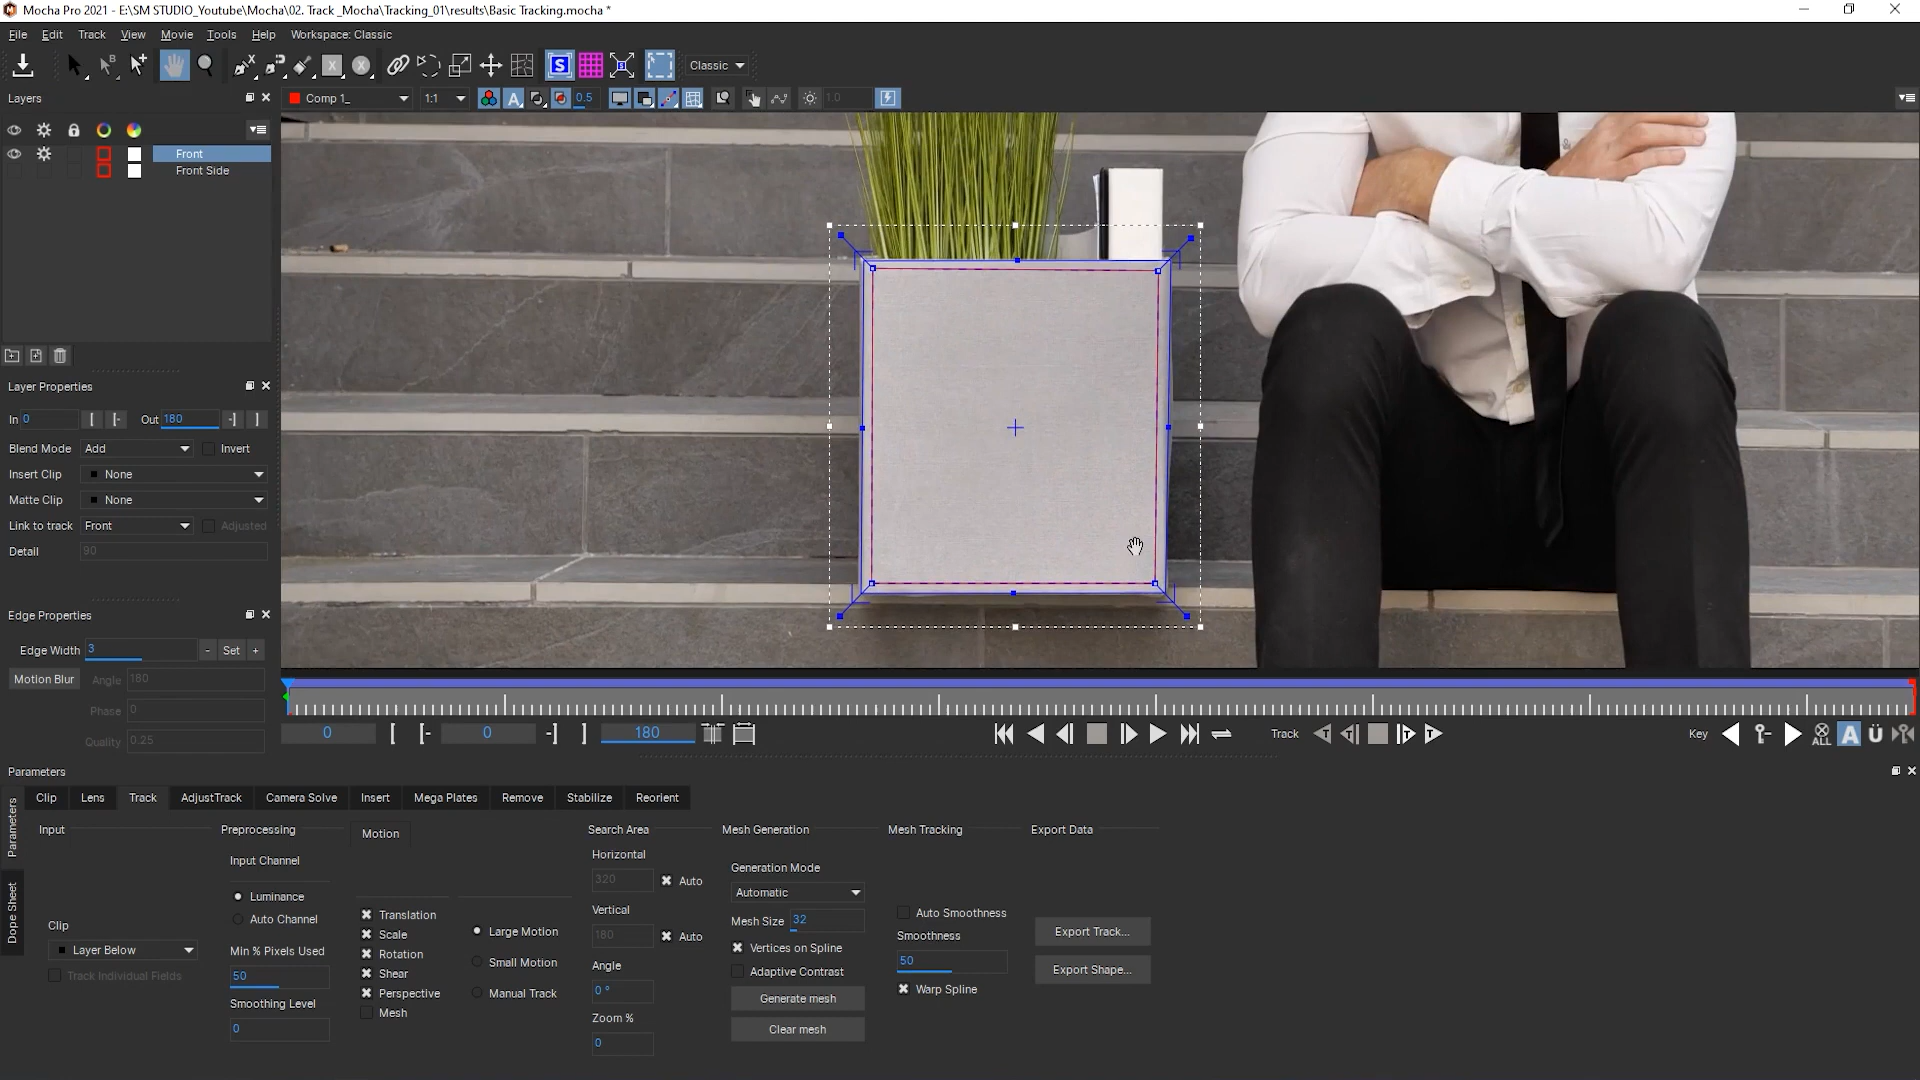 Mocha Pro 2021 - E:\SM STUDIO_Youtube\Mocha\02. Track _Mocha\Tracking_01\results\Basic Tracking.mocha *
File Edit Track View Movie Tools Help Workspace: Classic
Classic
Layers
Comp 1_
1:1
A
0.5
1.0
Front
Front Side
Layer Properties
In 0 Out 180
Blend Mode Add Invert
Insert Clip None
Matte Clip None
Link to track Front Adjusted
Detail 90
Edge Properties
Edge Width 3 - Set +
Motion Blur Angle 180
Phase 0
Quality 0.25
0 0 180
Track
Key
ALL
A
Ü
Parameters
Parameters
Dope Sheet
Clip Lens Track AdjustTrack Camera Solve Insert Mega Plates Remove Stabilize Reorient
Input
Clip
Layer Below
Track Individual Fields
Preprocessing
Input Channel
Luminance
Auto Channel
Min % Pixels Used
50
Smoothing Level
0
Motion
Translation
Scale
Rotation
Shear
Perspective
Mesh
Large Motion
Small Motion
Manual Track
Search Area
Horizontal
320 Auto
Vertical
180 Auto
Angle
0 °
Zoom %
0
Mesh Generation
Generation Mode
Automatic
Mesh Size 32
Vertices on Spline
Adaptive Contrast
Generate mesh
Clear mesh
Mesh Tracking
Auto Smoothness
Smoothness
50
Warp Spline
Export Data
Export Track...
Export Shape...